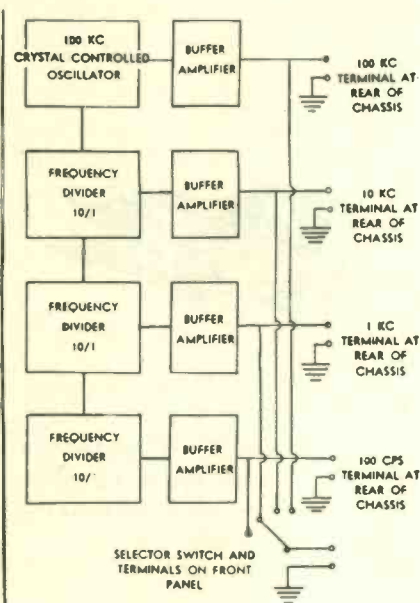 100 KC
CRYSTAL CONTROLLED
OSCILLATOR
BUFFER
AMPLIFIER
100 KC
TERMINAL AT
REAR OF
CHASSIS
FREQUENCY
DIVIDER
10/1
BUFFER
AMPLIFIER
10 KC
TERMINAL AT
REAR OF
CHASSIS
FREQUENCY
DIVIDER
10/1
BUFFER
AMPLIFIER
1 KC
TERMINAL AT
REAR OF
CHASSIS
FREQUENCY
DIVIDER
10/
BUFFER
AMPLIFIER
100 CPS
TERMINAL AT
REAR OF
CHASSIS
SELECTOR SWITCH AND
TERMINALS ON FRONT
PANEL